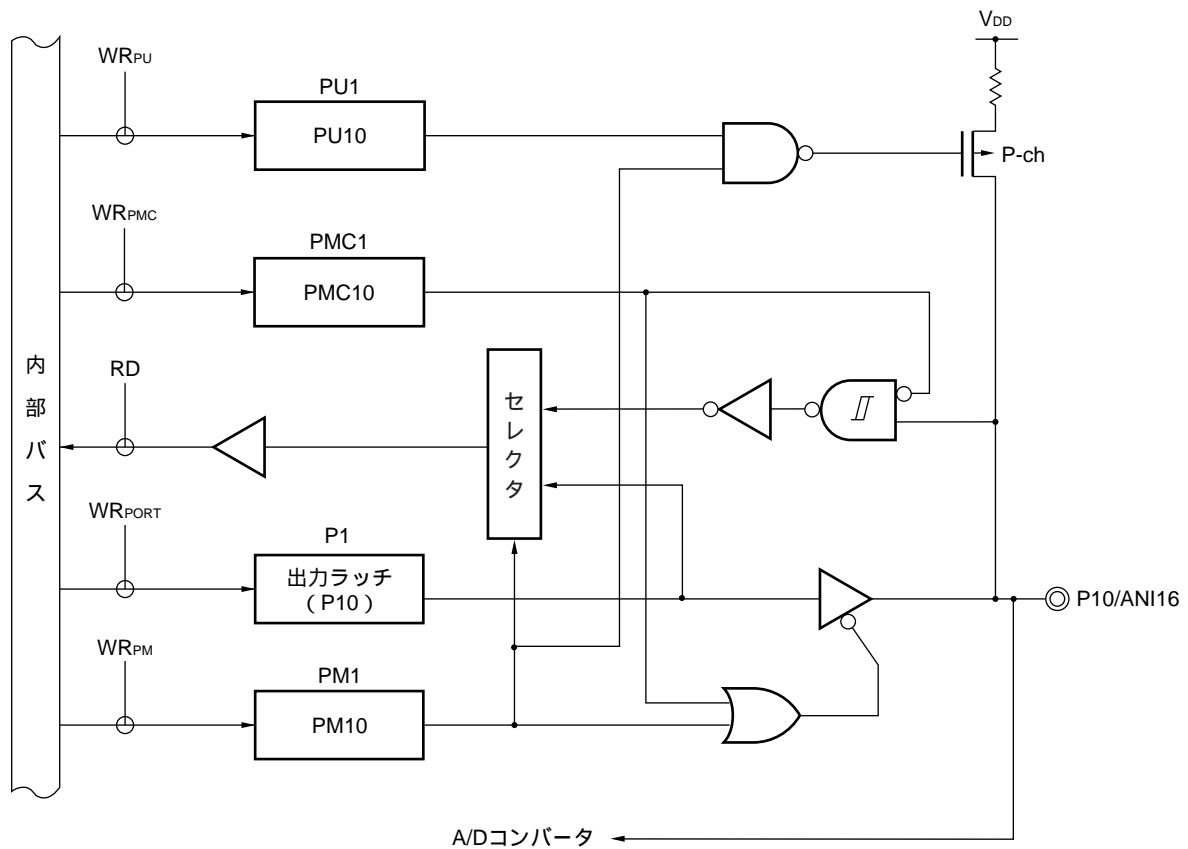 VDD
WRPU
PU1
PU10
P-ch
WRPMC
PMC1
PMC10
内部バス
RD
セレクタ
WRPORT
P1
出力ラッチ
(P10)
P10/ANI16
WRPM
PM1
PM10
A/Dコンバータ